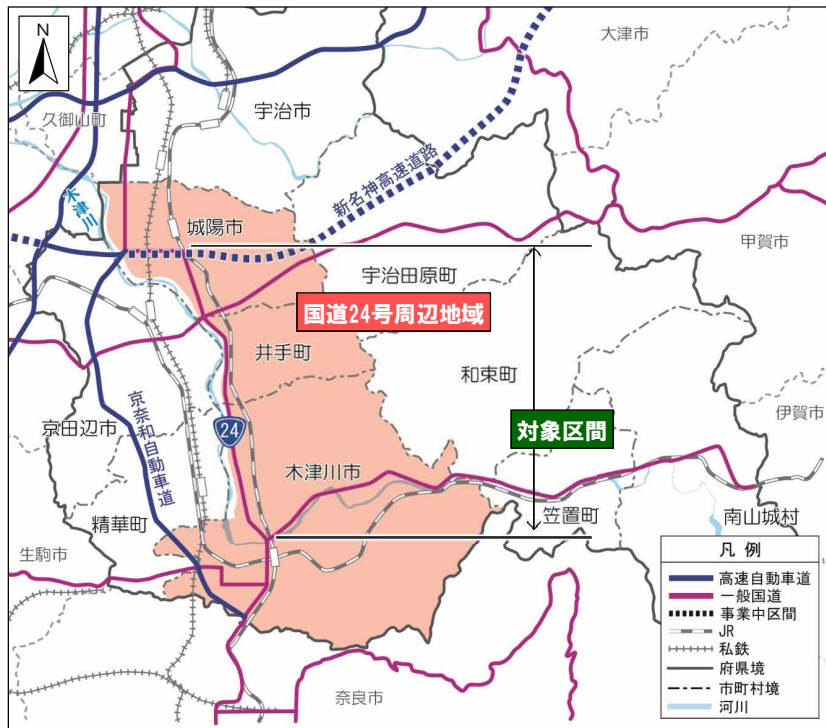 N
大津市
宇治市
久御山町
新名神高速道路
木津川
城陽市
甲賀市
宇治田原町
国道24号周辺地域
井手町
和束町
伊賀市
京田辺市
24
対象区間
京奈和自動車道
木津川市
精華町
笠置町
南山城村
生駒市
奈良市
凡 例
高速自動車道
一般国道
事業中区間
JR
私鉄
府県境
市町村境
河川